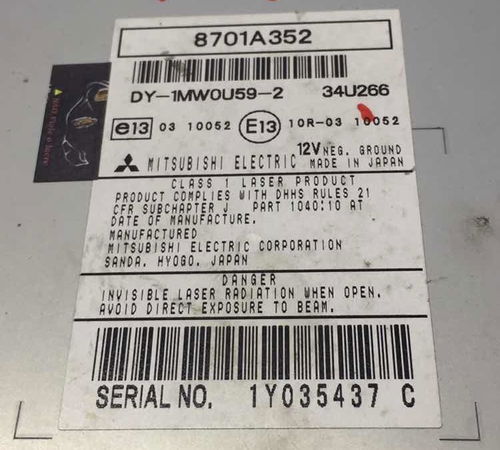 8701A352
DY-1MW0U59-2 34U266
e13 03 10052 E13 10R-03 10052
12V NEG. GROUND
MITSUBISHI ELECTRIC MADE IN JAPAN
CLASS 1 LASER PRODUCT
PRODUCT COMPLIES WITH DHHS RULES 21
CFR SUBCHAPTER J PART 1040:10 AT
DATE OF MANUFACTURE.
MANUFACTURED
MITSUBISHI ELECTRIC CORPORATION
SANDA. HYOGO. JAPAN
DANGER
INVISIBLE LASER RADIATION WHEN OPEN.
AVOID DIRECT EXPOSURE TO BEAM.
SERIAL NO. 1Y035437 C